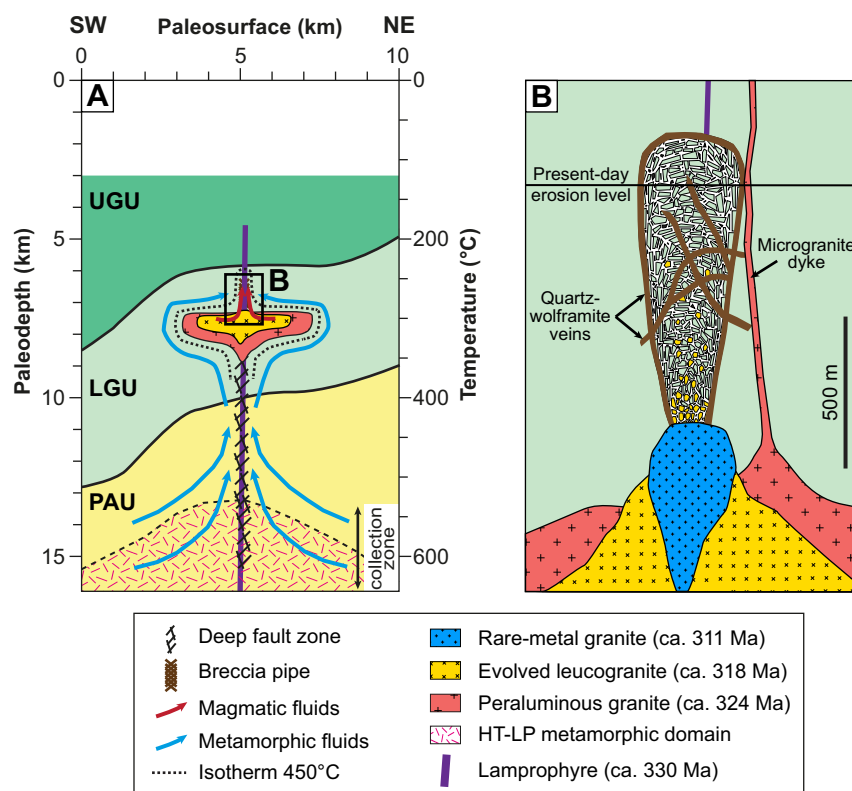 SW Paleosurface (km) NE
0 5 10
A
0 0
UGU
5 200
B
LGU
10 400
PAU
15 600
Paleodepth (km)
Temperature (°C)
collection
zone
B
Present-day
erosion level
Microgranite
dyke
Quartz-
wolframite
veins
500 m
Deep fault zone
Breccia pipe
Magmatic fluids
Metamorphic fluids
Isotherm 450°C
Rare-metal granite (ca. 311 Ma)
Evolved leucogranite (ca. 318 Ma)
Peraluminous granite (ca. 324 Ma)
HT-LP metamorphic domain
Lamprophyre (ca. 330 Ma)